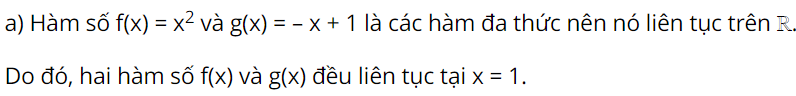 a) Hàm số f(x) = x² và g(x) = – x + 1 là các hàm đa thức nên nó liên tục trên ℝ.
Do đó, hai hàm số f(x) và g(x) đều liên tục tại x = 1.